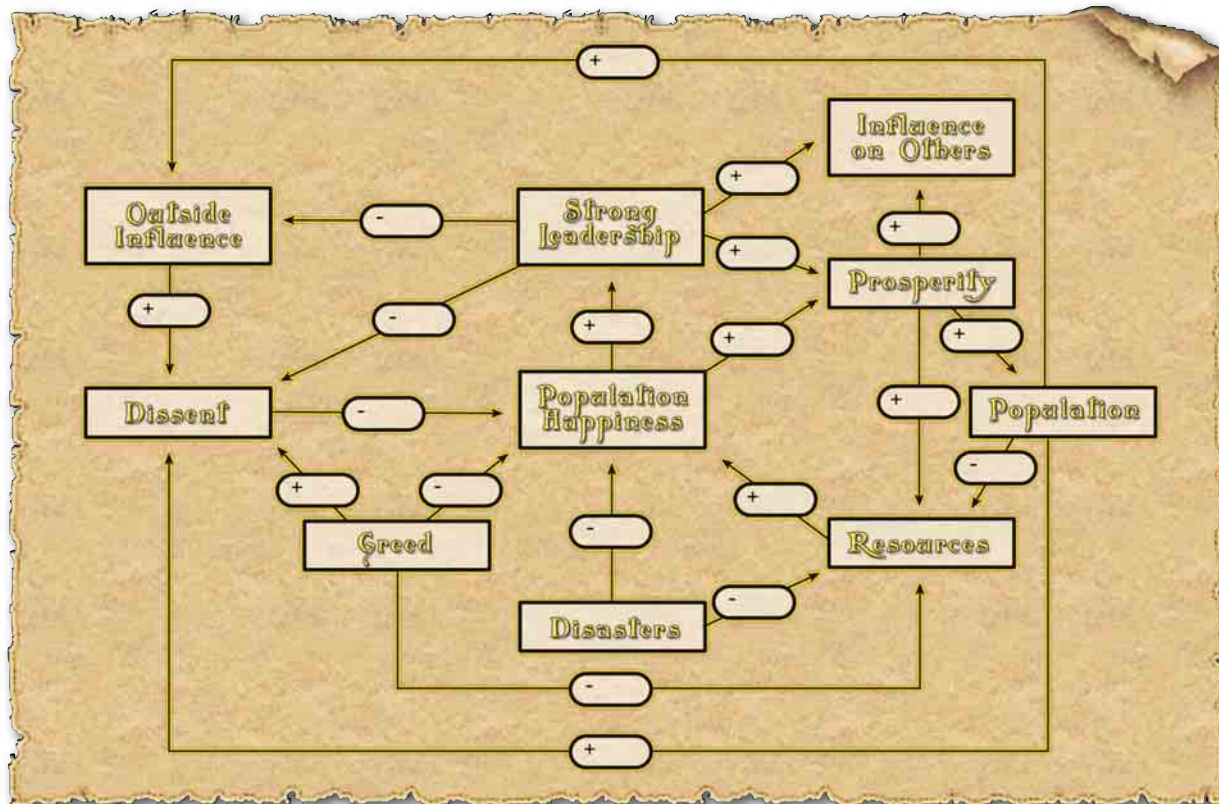 +
Influence
on Others
+
Outside
Influence
-
Strong
Leadership
+
+
Prosperity
+
-
+
+
+
+
Dissent
-
Population
Happiness
+
Population
-
+
-
+
Greed
-
Resources
Disasters
-
-
+